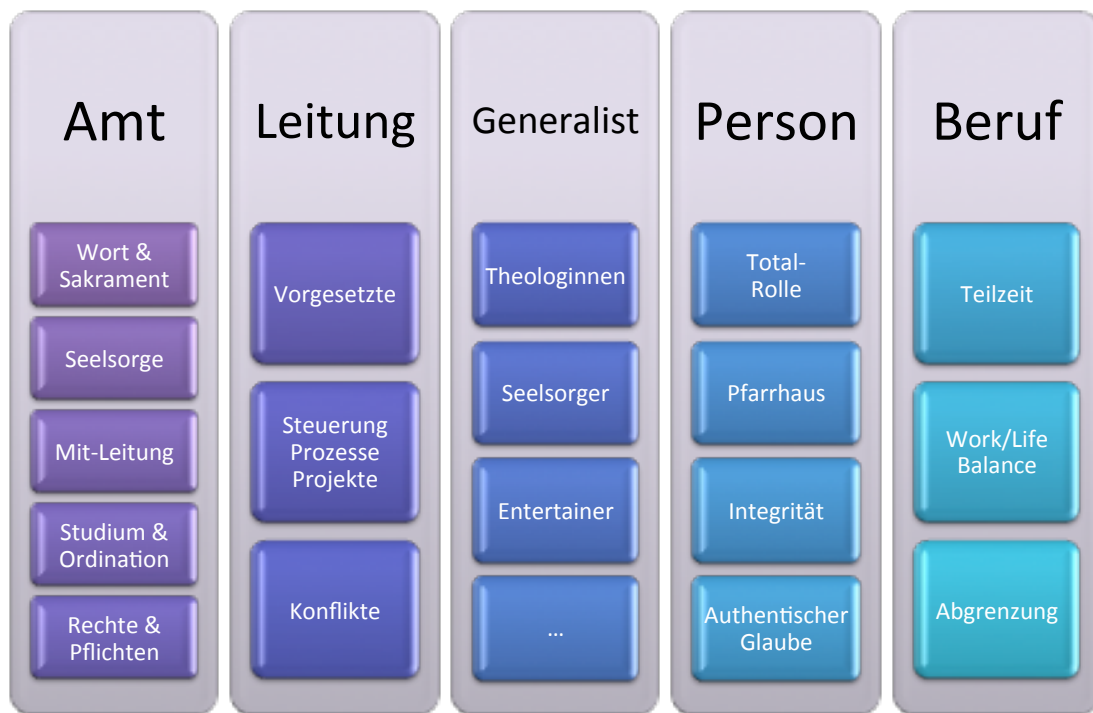 Amt
Wort &
Sakrament
Seelsorge
Mit-Leitung
Studium &
Ordination
Rechte &
Pflichten
Leitung
Vorgesetzte
Steuerung
Prozesse
Projekte
Konflikte
Generalist
Theologinnen
Seelsorger
Entertainer
...
Person
Total-
Rolle
Pfarrhaus
Integrität
Authentischer
Glaube
Beruf
Teilzeit
Work/Life
Balance
Abgrenzung